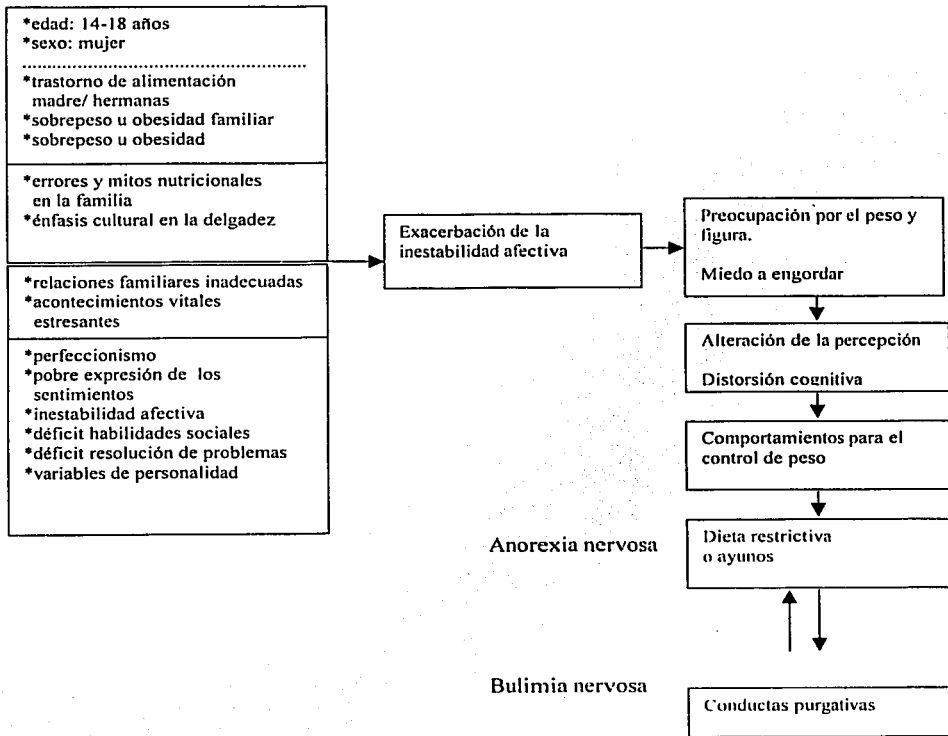 *edad: 14-18 años
*sexo: mujer
*trastorno de alimentación
madre/ hermanas
*sobrepeso u obesidad familiar
*sobrepeso u obesidad
*errores y mitos nutricionales
en la familia
*énfasis cultural en la delgadez
*relaciones familiares inadecuadas
*acontecimientos vitales
estresantes
*perfeccionismo
*pobre expresión de los
sentimientos
*inestabilidad afectiva
*déficit habilidades sociales
*déficit resolución de problemas
*variables de personalidad
Exacerbación de la
inestabilidad afectiva
Preocupación por el peso y
figura.
Miedo a engordar
Alteración de la percepción
Distorsión cognitiva
Comportamientos para el
control de peso
Anorexia nervosa
Dieta restrictiva
o ayunos
Bulimia nervosa
Conductas purgativas